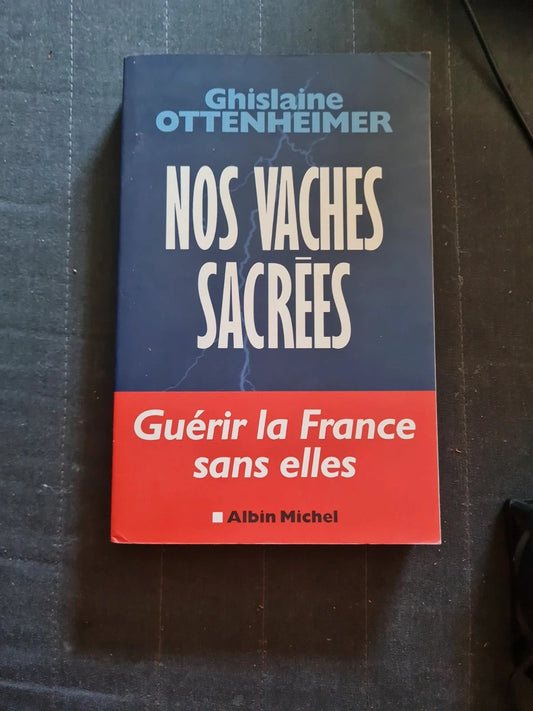 Ghislaine
OTTENHEIMER
NOS VACHES
SACRÉES
Guérir la France
sans elles
Albin Michel